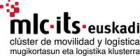 mlc·its·euskadi
clúster de movilidad y logística
mugikortasun eta logistika klusterra